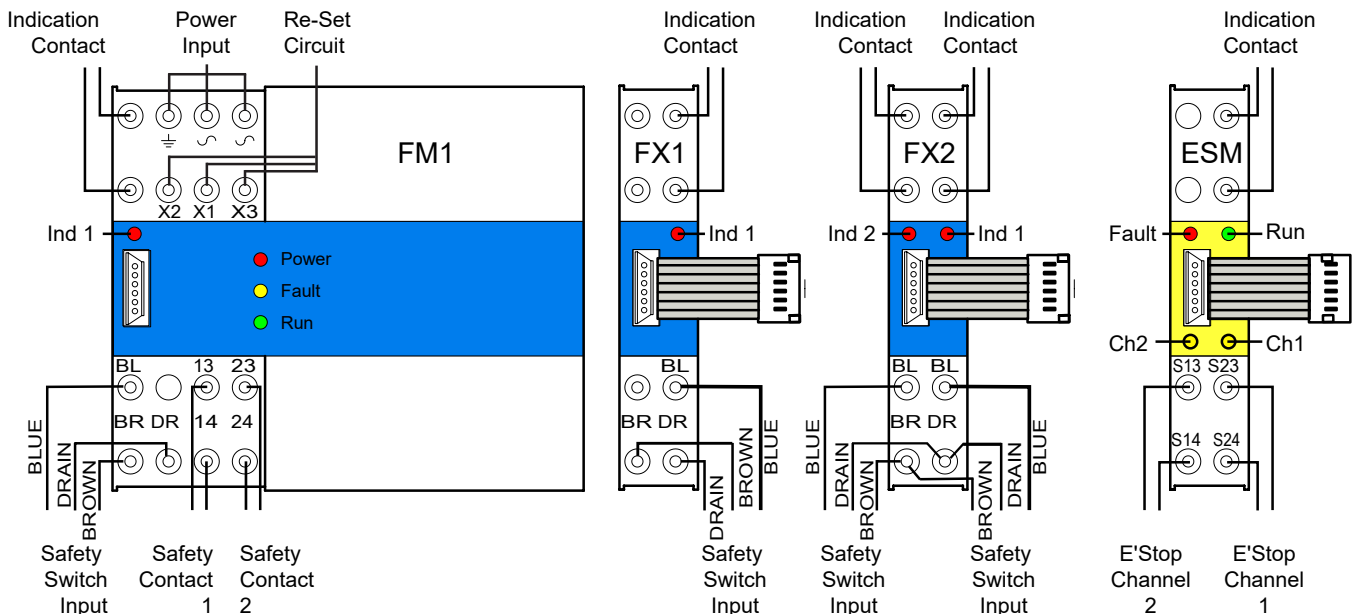 Indication
Contact
Power
Input
Re-Set
Circuit
Indication
Contact
Indication
Contact
Indication
Contact
Indication
Contact
FM1
FX1
FX2
ESM
X2 X1 X3
Ind 1
Power
Fault
Run
Ind 1
Ind 2
Ind 1
Fault
Run
Ch2
Ch1
BL
13 23
BR DR 14 24
BL
BR DR
BL BL
BR DR
S13 S23
S14 S24
BLUE
DRAIN
BROWN
DRAIN
BROWN
BLUE
BLUE
DRAIN
BROWN
BROWN
DRAIN
BLUE
Safety
Switch
Input
Safety
Contact
1
Safety
Contact
2
Safety
Switch
Input
Safety
Switch
Input
Safety
Switch
Input
E'Stop
Channel
2
E'Stop
Channel
1